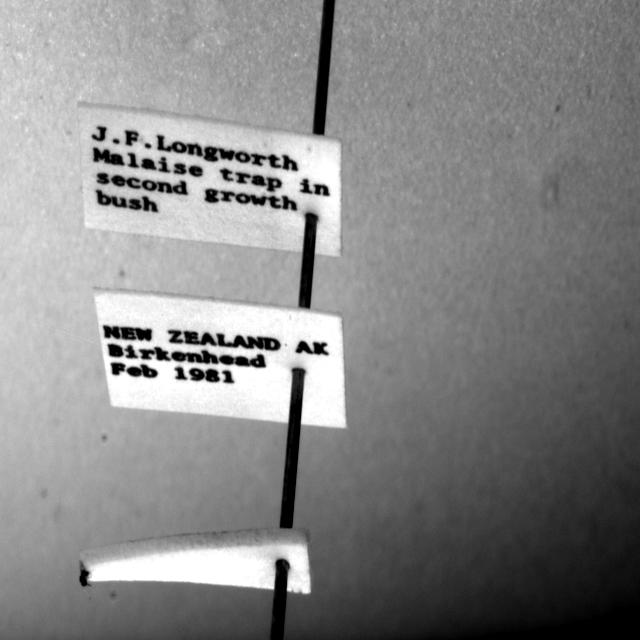 J.F.Longworth
Malaise trap in
second growth
bush
NEW ZEALAND AK
Birkenhead
Feb 1981